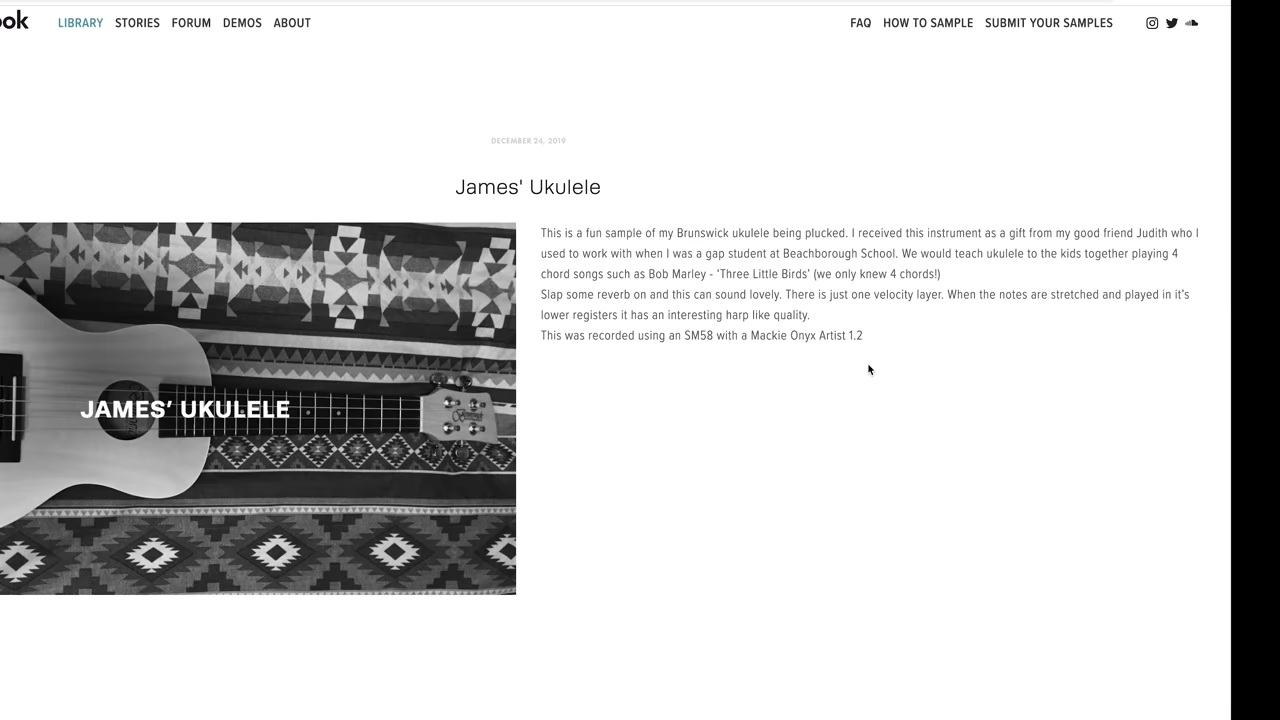 ook LIBRARY STORIES FORUM DEMOS ABOUT FAQ HOW TO SAMPLE SUBMIT YOUR SAMPLES
DECEMBER 24, 2019
James' Ukulele
This is a fun sample of my Brunswick ukulele being plucked. I received this instrument as a gift from my good friend Judith who I
used to work with when I was a gap student at Beachborough School. We would teach ukulele to the kids together playing 4
chord songs such as Bob Marley - ‘Three Little Birds’ (we only knew 4 chords!)
Slap some reverb on and this can sound lovely. There is just one velocity layer. When the notes are stretched and played in it’s
lower registers it has an interesting harp like quality.
This was recorded using an SM58 with a Mackie Onyx Artist 1.2
JAMES’ UKULELE